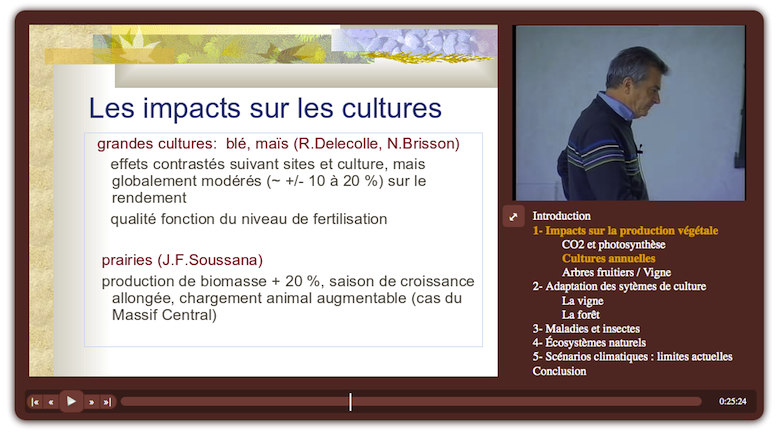 Les impacts sur les cultures
grandes cultures: blé, maïs (R.Delecolle, N.Brisson)
effets contrastés suivant sites et culture, mais
globalement modérés (~ +/- 10 à 20 %) sur le
rendement
qualité fonction du niveau de fertilisation
prairies (J.F.Soussana)
production de biomasse + 20 %, saison de croissance
allongée, chargement animal augmentable (cas du
Massif Central)
Introduction
1- Impacts sur la production végétale
CO2 et photosynthèse
Cultures annuelles
Arbres fruitiers / Vigne
2- Adaptation des sytèmes de culture
La vigne
La forêt
3- Maladies et insectes
4- Écosystèmes naturels
5- Scénarios climatiques : limites actuelles
Conclusion
0:25:24